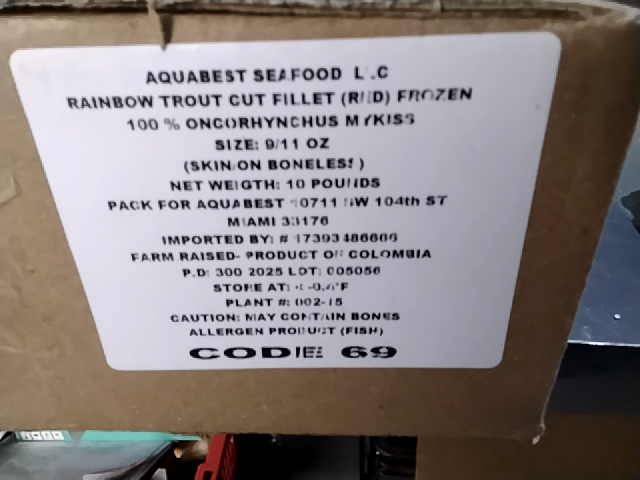 AQUABEST SEAFOOD LLC
RAINBOW TROUT CUT FILLET (RED) FROZEN
100 % ONCORHYNCHUS MYKISS
SIZE: 9/11 OZ
(SKIN ON BONELESS)
NET WEIGTH: 10 POUNDS
PACK FOR AQUABEST 10711 SW 104th ST
MIAMI 33176
IMPORTED BY: # 17393486666
FARM RAISED- PRODUCT OF COLOMBIA
P.D: 300 2025 LOT: 005056
STORE AT:
PLANT #: 002-15
CAUTION: MAY CONTAIN BONES
ALLERGEN PRODUCT (FISH)
CODE: 69